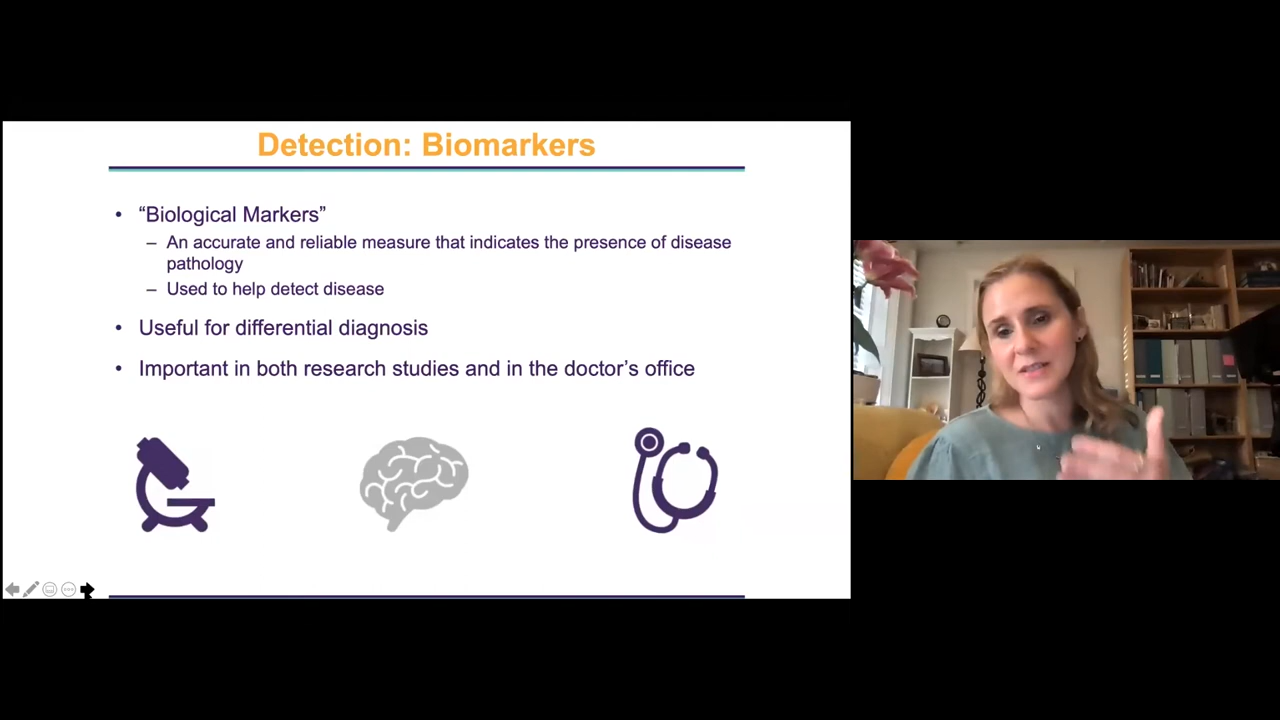 Detection: Biomarkers
• “Biological Markers”
– An accurate and reliable measure that indicates the presence of disease
pathology
– Used to help detect disease
• Useful for differential diagnosis
• Important in both research studies and in the doctor’s office